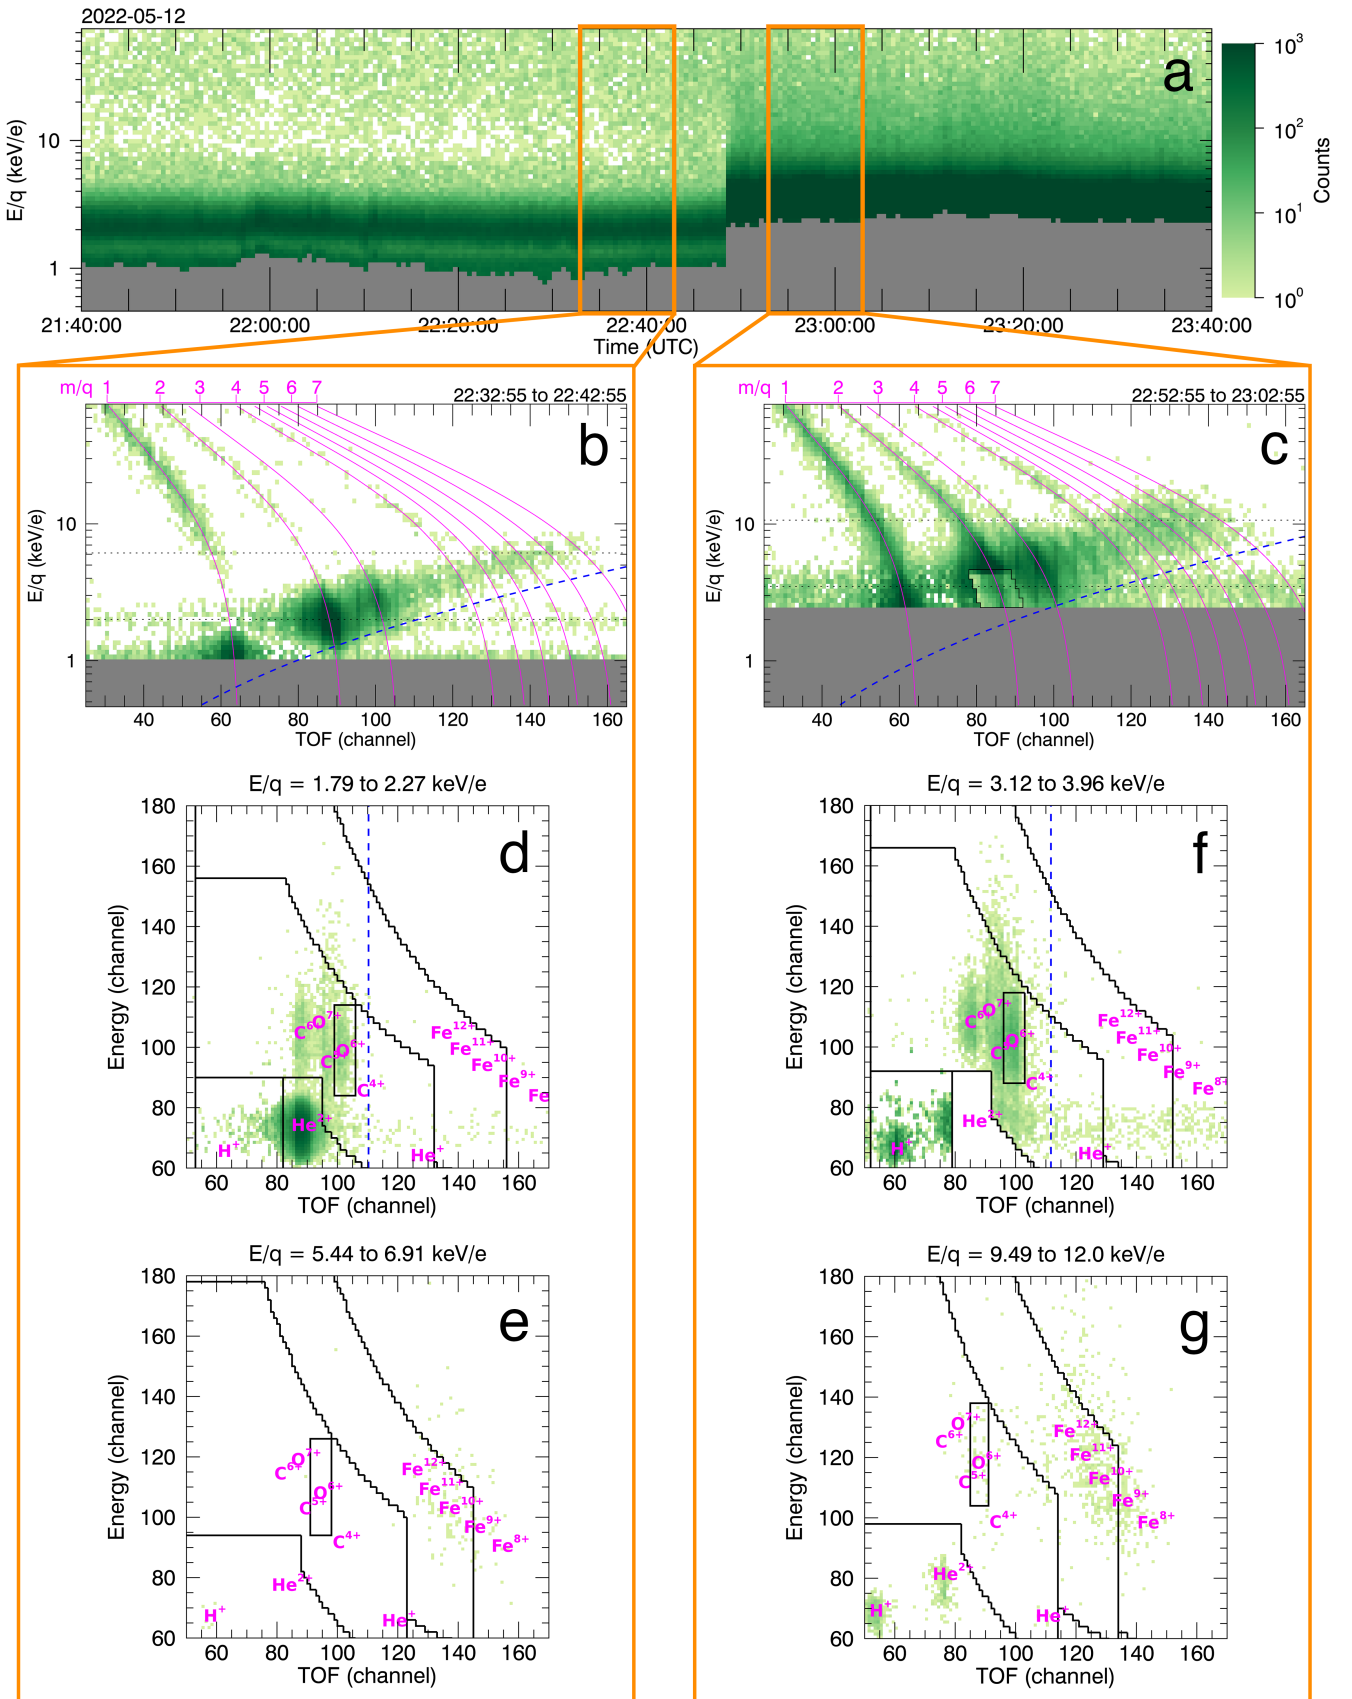 2022-05-12
a
E/q (keV/e)
10
1
21:40:00 22:00:00 22:20:00 22:40:00 23:00:00 23:20:00 23:40:00
Time (UTC)
10³
10²
10¹
10⁰
Counts
m/q 1 2 3 4 5 6 7
22:32:55 to 22:42:55
b
E/q (keV/e)
10
1
40 60 80 100 120 140 160
TOF (channel)
m/q 1 2 3 4 5 6 7
22:52:55 to 23:02:55
c
E/q (keV/e)
10
1
40 60 80 100 120 140 160
TOF (channel)
E/q = 1.79 to 2.27 keV/e
d
Energy (channel)
180
160
140
120
100
80
60
C⁶⁺ O⁷⁺
C⁵⁺ O⁶⁺
C⁴⁺
He²⁺
H⁺
He⁺
Fe¹²⁺
Fe¹¹⁺
Fe¹⁰⁺
Fe⁹⁺
Fe
60 80 100 120 140 160
TOF (channel)
E/q = 3.12 to 3.96 keV/e
f
Energy (channel)
180
160
140
120
100
80
60
C⁶⁺ O⁷⁺
C⁵⁺ O⁶⁺
C⁴⁺
He²⁺
H⁺
He⁺
Fe¹²⁺
Fe¹¹⁺
Fe¹⁰⁺
Fe⁹⁺
Fe⁸⁺
60 80 100 120 140 160
TOF (channel)
E/q = 5.44 to 6.91 keV/e
e
Energy (channel)
180
160
140
120
100
80
60
O⁷⁺
C⁶⁺
O⁶⁺
C⁵⁺
C⁴⁺
He²⁺
H⁺
He⁺
Fe¹²⁺
Fe¹¹⁺
Fe¹⁰⁺
Fe⁹⁺
Fe⁸⁺
60 80 100 120 140 160
TOF (channel)
E/q = 9.49 to 12.0 keV/e
g
Energy (channel)
180
160
140
120
100
80
60
O⁷⁺
C⁶⁺
O⁶⁺
C⁵⁺
C⁴⁺
He²⁺
H⁺
He⁺
Fe¹²⁺
Fe¹¹⁺
Fe¹⁰⁺
Fe⁹⁺
Fe⁸⁺
60 80 100 120 140 160
TOF (channel)